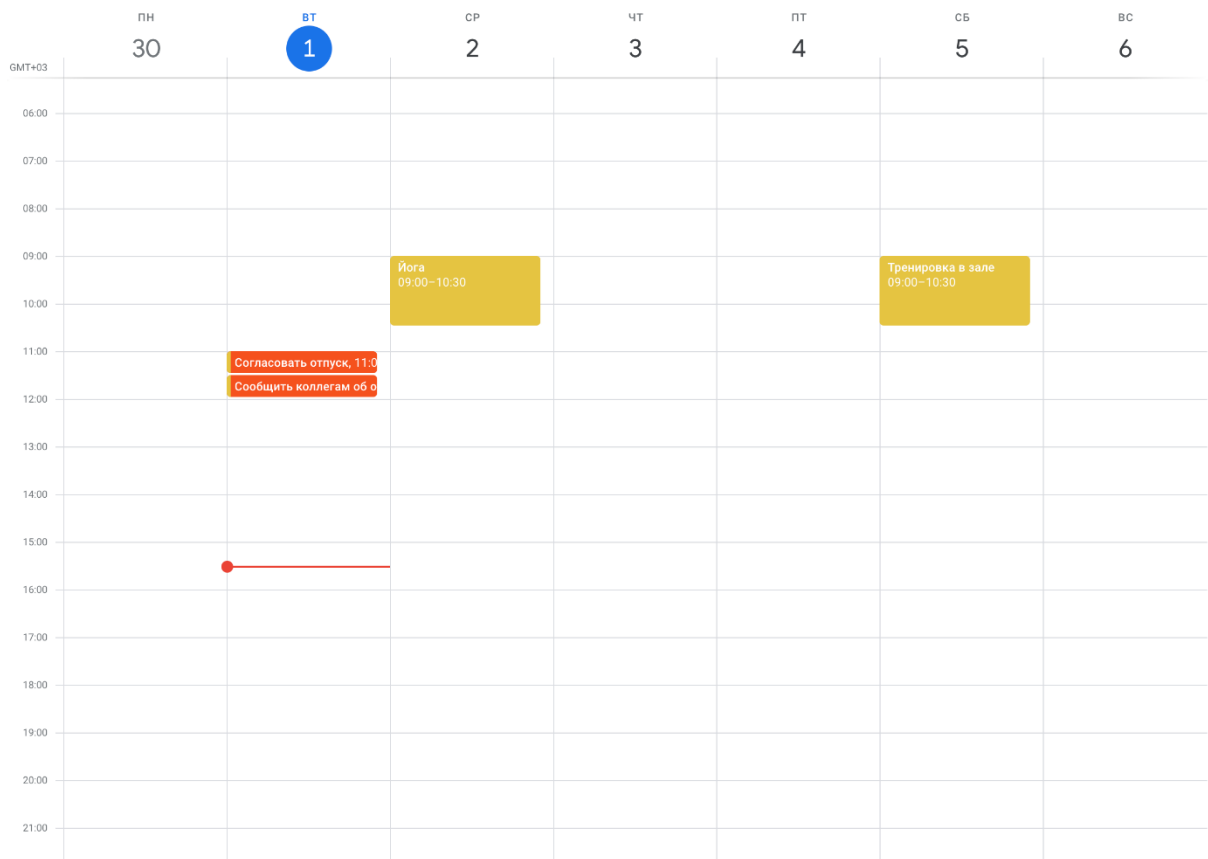 ПН ВТ СР ЧТ ПТ СБ ВС
30 1 2 3 4 5 6
GMT+03
06:00
07:00
08:00
09:00
Йога
09:00–10:30
Тренировка в зале
09:00–10:30
10:00
11:00
Согласовать отпуск, 11:0
Сообщить коллегам об о
12:00
13:00
14:00
15:00
16:00
17:00
18:00
19:00
20:00
21:00